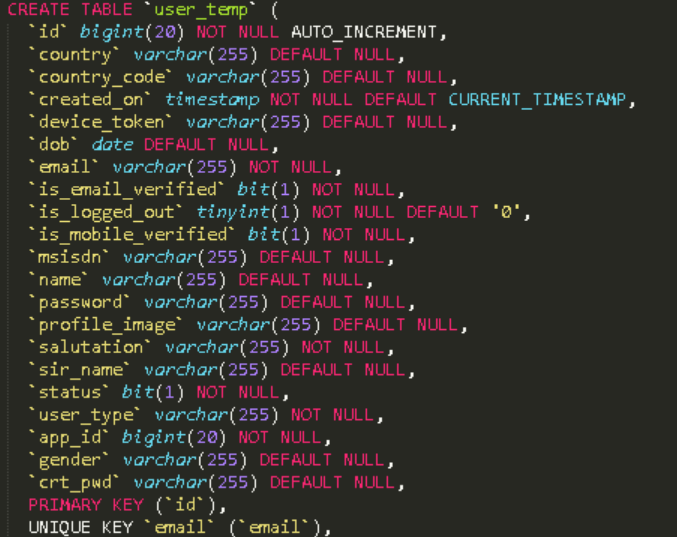 CREATE TABLE `user_temp` (
`id` bigint(20) NOT NULL AUTO_INCREMENT,
`country` varchar(255) DEFAULT NULL,
`country_code` varchar(255) DEFAULT NULL,
`created_on` timestamp NOT NULL DEFAULT CURRENT_TIMESTAMP,
`device_token` varchar(255) DEFAULT NULL,
`dob` date DEFAULT NULL,
`email` varchar(255) NOT NULL,
`is_email_verified` bit(1) NOT NULL,
`is_logged_out` tinyint(1) NOT NULL DEFAULT '0',
`is_mobile_verified` bit(1) NOT NULL,
`msisdn` varchar(255) DEFAULT NULL,
`name` varchar(255) DEFAULT NULL,
`password` varchar(255) DEFAULT NULL,
`profile_image` varchar(255) DEFAULT NULL,
`salutation` varchar(255) NOT NULL,
`sir_name` varchar(255) DEFAULT NULL,
`status` bit(1) NOT NULL,
`user_type` varchar(255) NOT NULL,
`app_id` bigint(20) NOT NULL,
`gender` varchar(255) DEFAULT NULL,
`crt_pwd` varchar(255) DEFAULT NULL,
PRIMARY KEY (`id`),
UNIQUE KEY `email` (`email`),